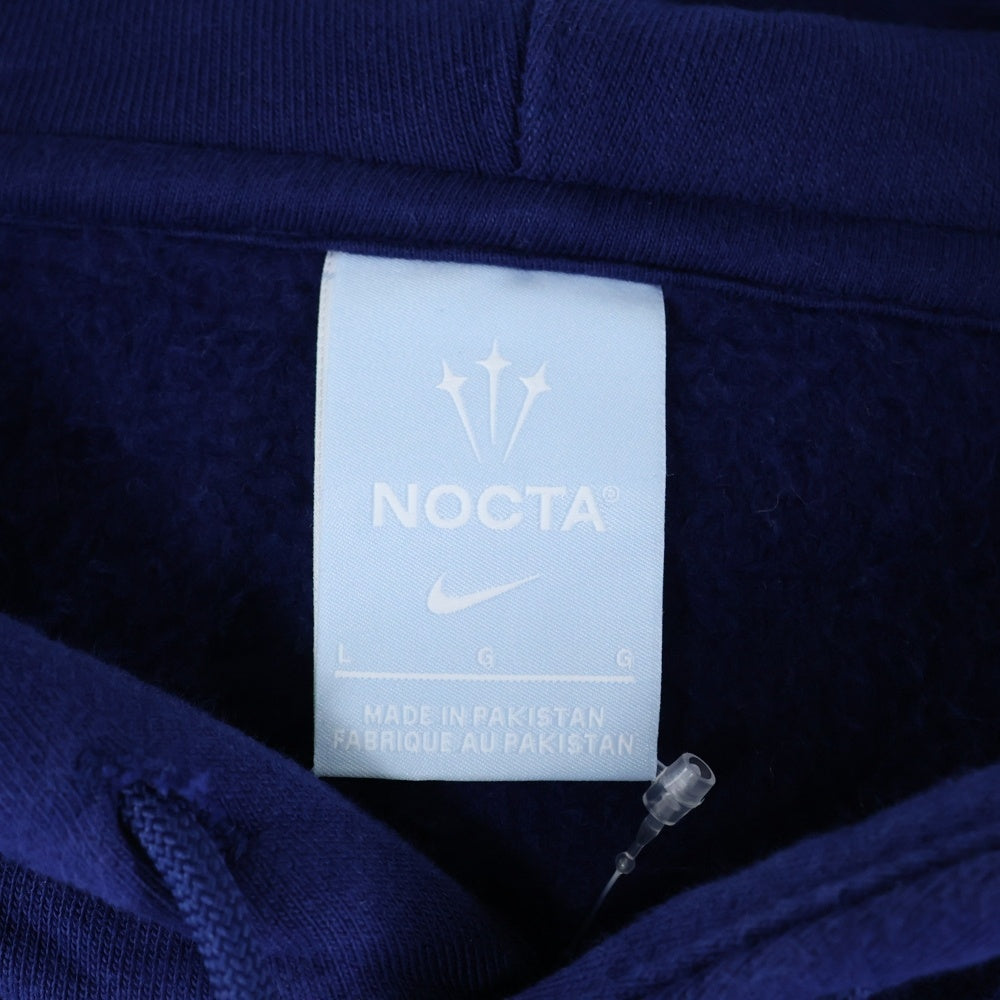 NOCTA®
L G G
MADE IN PAKISTAN
FABRIQUE AU PAKISTAN